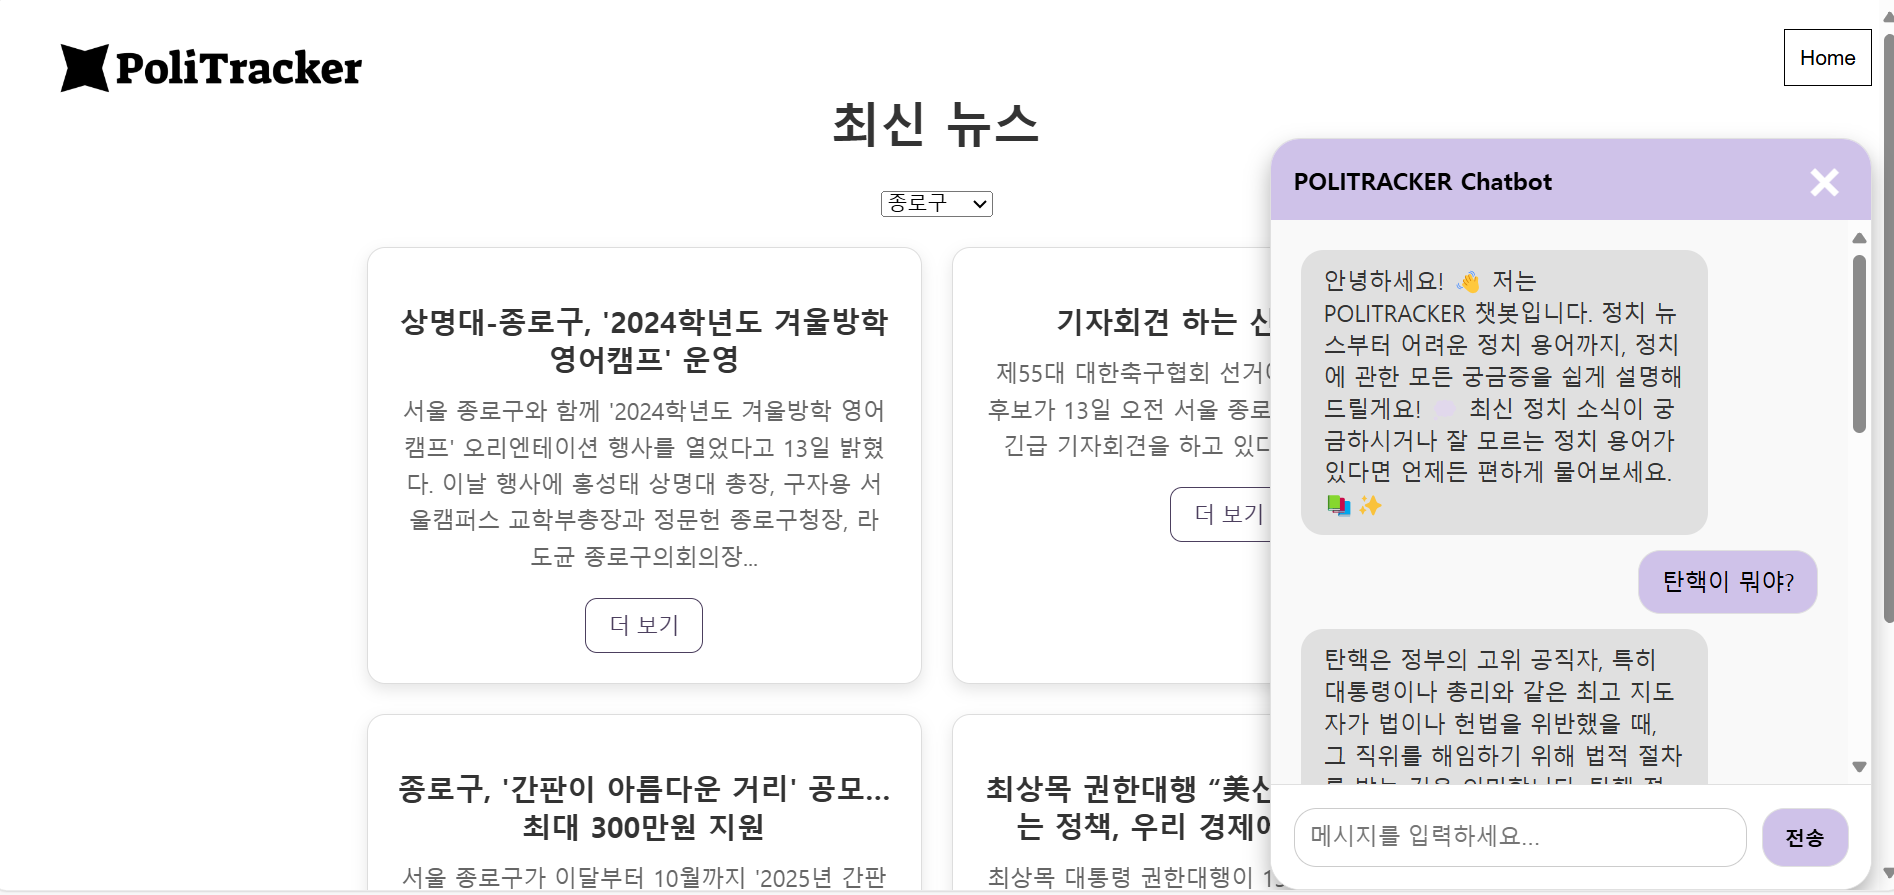 PoliTracker
Home
최신 뉴스
종로구
상명대-종로구, '2024학년도 겨울방학
영어캠프' 운영
서울 종로구와 함께 '2024학년도 겨울방학 영어
캠프' 오리엔테이션 행사를 열었다고 13일 밝혔
다. 이날 행사에 홍성태 상명대 총장, 구자용 서
울캠퍼스 교학부총장과 정문헌 종로구청장, 라
도균 종로구의회의장...
더 보기
기자회견 하는 신
제55대 대한축구협회 선거에
후보가 13일 오전 서울 종로
긴급 기자회견을 하고 있다
더 보기
종로구, '간판이 아름다운 거리' 공모...
최대 300만원 지원
서울 종로구가 이달부터 10월까지 '2025년 간판
최상목 권한대행 “美신
는 정책, 우리 경제에
최상목 대통령 권한대행이 13
POLITRACKER Chatbot
안녕하세요! 👋 저는
POLITRACKER 챗봇입니다. 정치 뉴
스부터 어려운 정치 용어까지, 정치
에 관한 모든 궁금증을 쉽게 설명해
드릴게요! 💬 최신 정치 소식이 궁
금하시거나 잘 모르는 정치 용어가
있다면 언제든 편하게 물어보세요.
📚✨
탄핵이 뭐야?
탄핵은 정부의 고위 공직자, 특히
대통령이나 총리와 같은 최고 지도
자가 법이나 헌법을 위반했을 때,
그 직위를 해임하기 위해 법적 절차
를 밟는 것을 의미합니다. 탄핵 절
메시지를 입력하세요...
전송